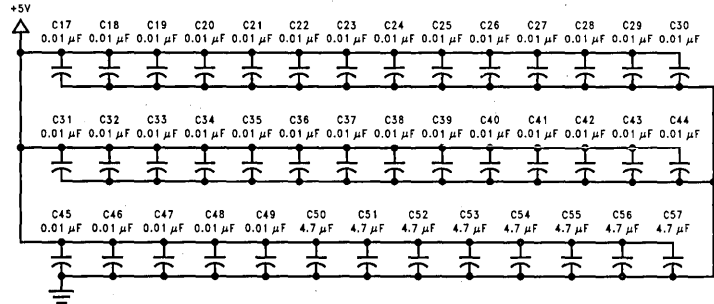 +5V
C17 C18 C19 C20 C21 C22 C23 C24 C25 C26 C27 C28 C29 C30
0.01 μF 0.01 μF 0.01 μF 0.01 μF 0.01 μF 0.01 μF 0.01 μF 0.01 μF 0.01 μF 0.01 μF 0.01 μF 0.01 μF 0.01 μF 0.01 μF
C31 C32 C33 C34 C35 C36 C37 C38 C39 C40 C41 C42 C43 C44
0.01 μF 0.01 μF 0.01 μF 0.01 μF 0.01 μF 0.01 μF 0.01 μF 0.01 μF 0.01 μF 0.01 μF 0.01 μF 0.01 μF 0.01 μF 0.01 μF
C45 C46 C47 C48 C49 C50 C51 C52 C53 C54 C55 C56 C57
0.01 μF 0.01 μF 0.01 μF 0.01 μF 0.01 μF 4.7 μF 4.7 μF 4.7 μF 4.7 μF 4.7 μF 4.7 μF 4.7 μF 4.7 μF